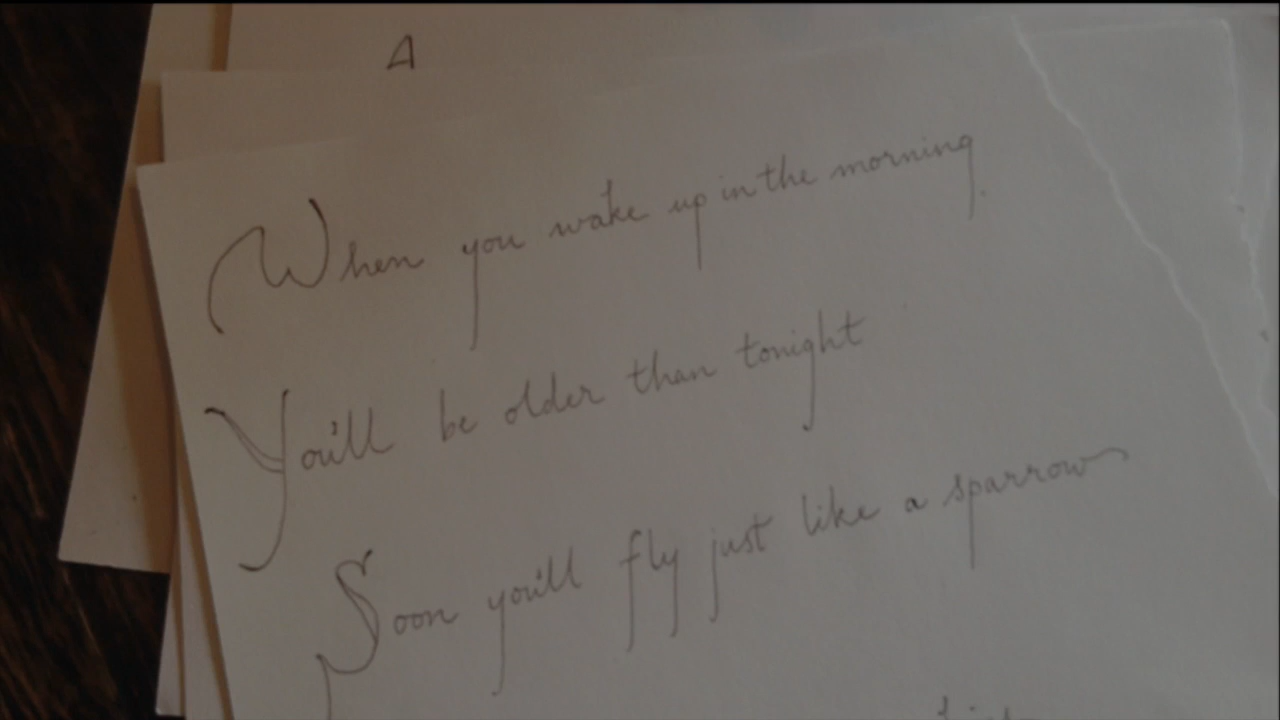 A
When you wake up in the morning
You'll be older than tonight
Soon you'll fly just like a sparrow